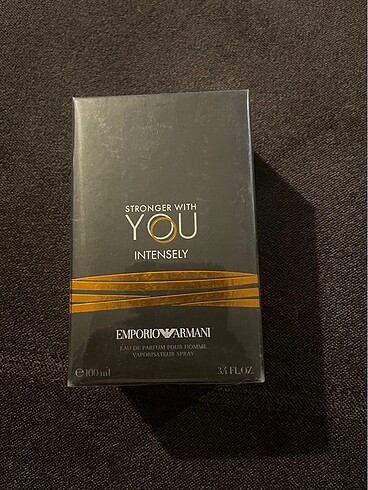 STRONGER WITH
YOU
INTENSELY
EMPORIO ARMANI
EAU DE PARFUM POUR HOMME
VAPORISATEUR SPRAY
℮100 ml 3.4 FL.OZ.